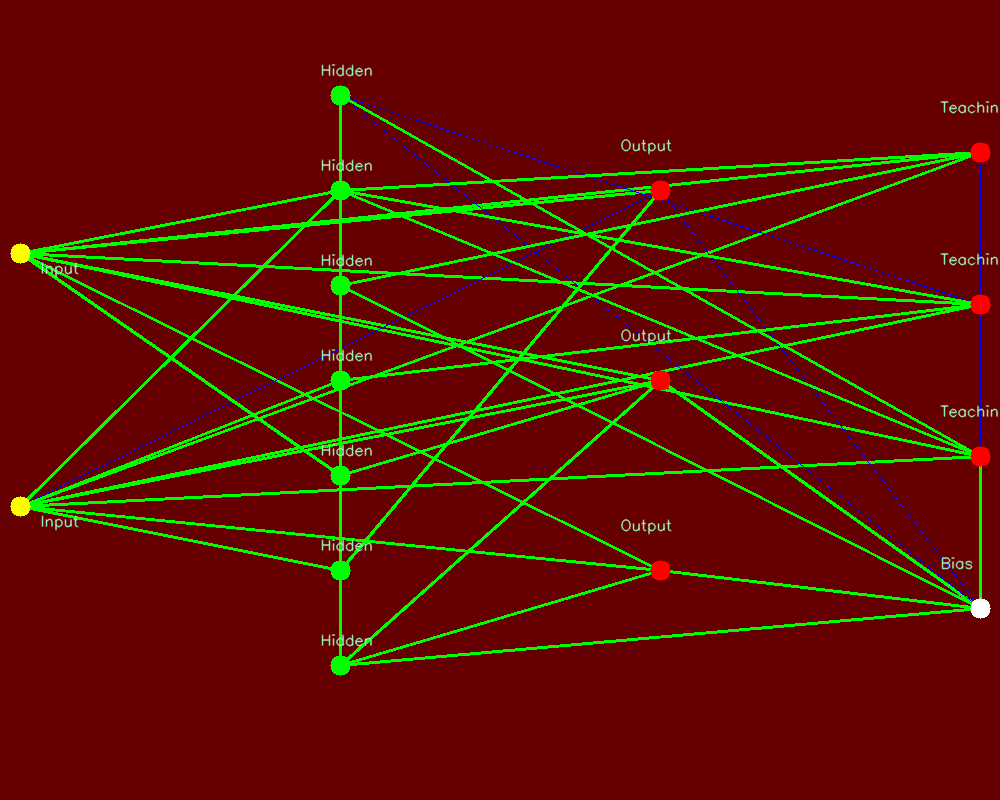 Hidden
Teachin
Output
Hidden
Teachin
Hidden
Input
Output
Hidden
Teachin
Hidden
Input
Output
Hidden
Bias
Hidden